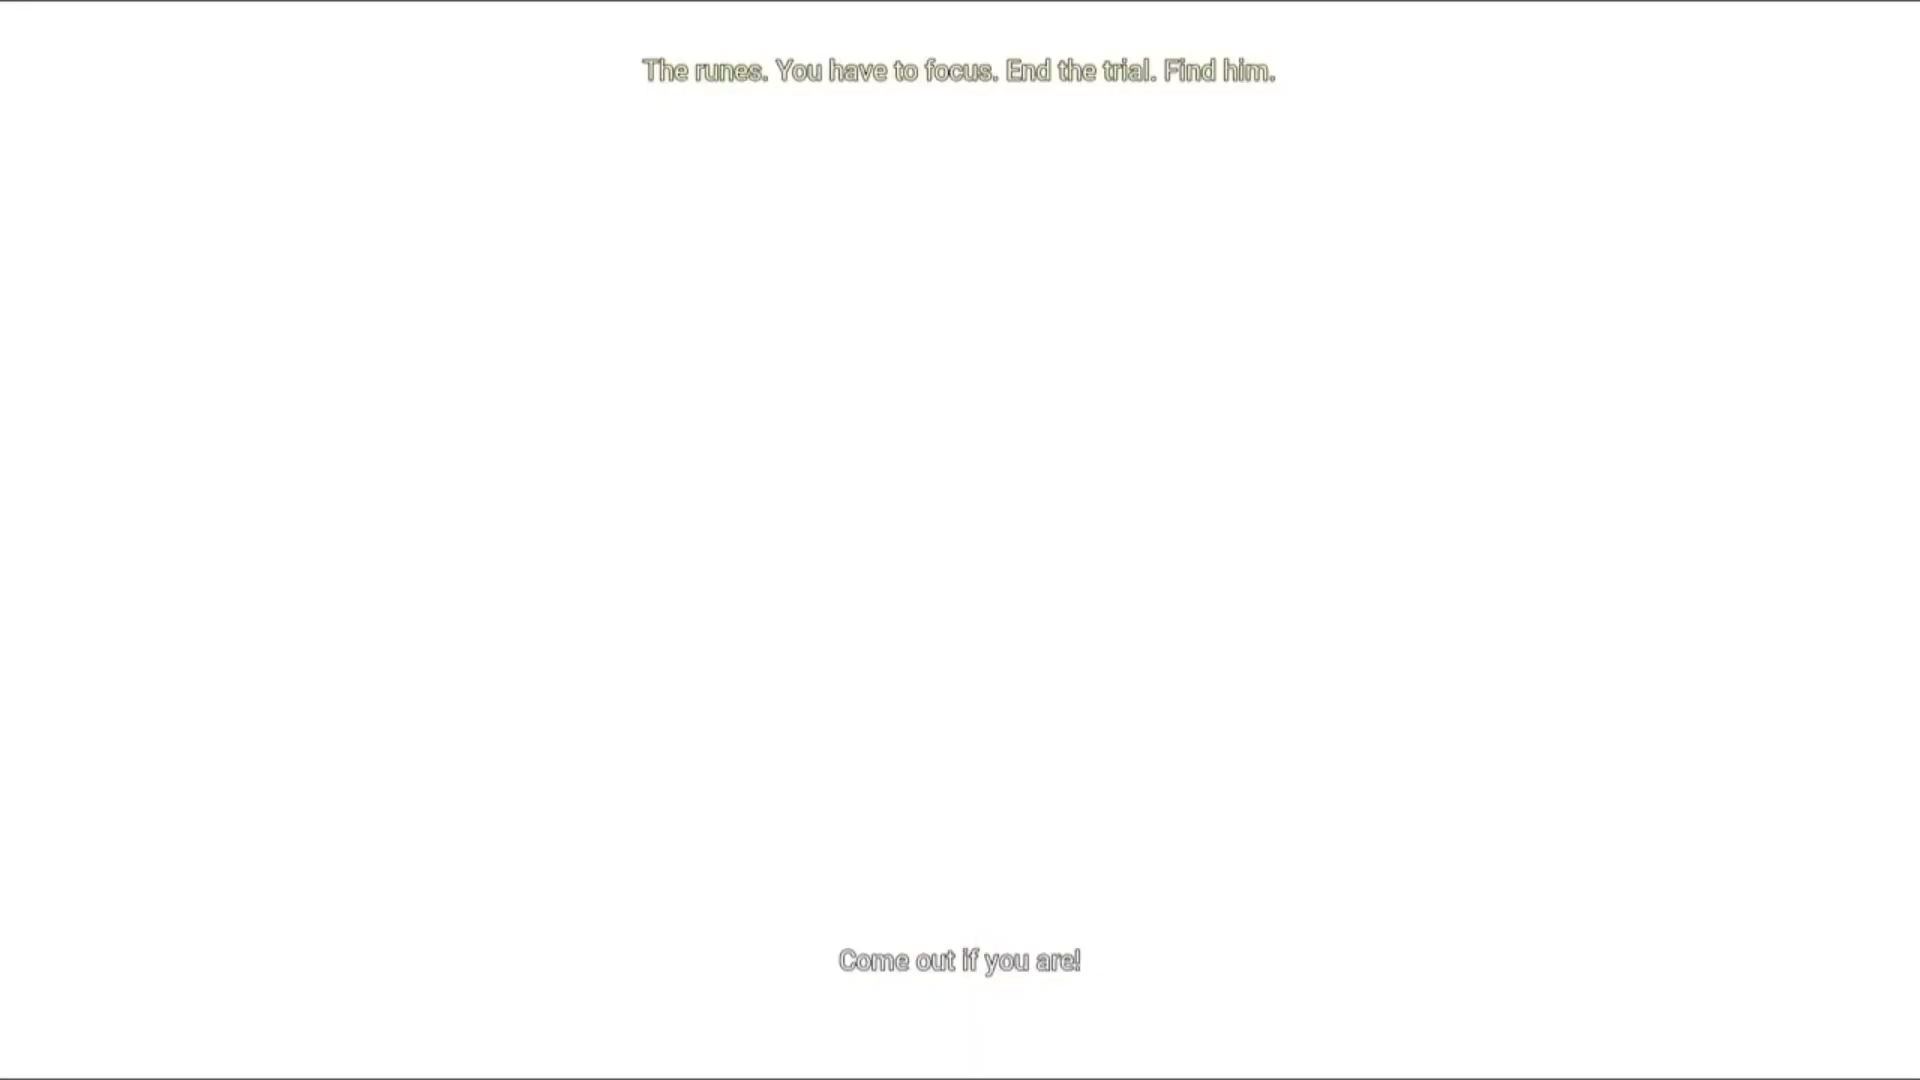 The runes. You have to focus. End the trial. Find him.
Come out if you are!